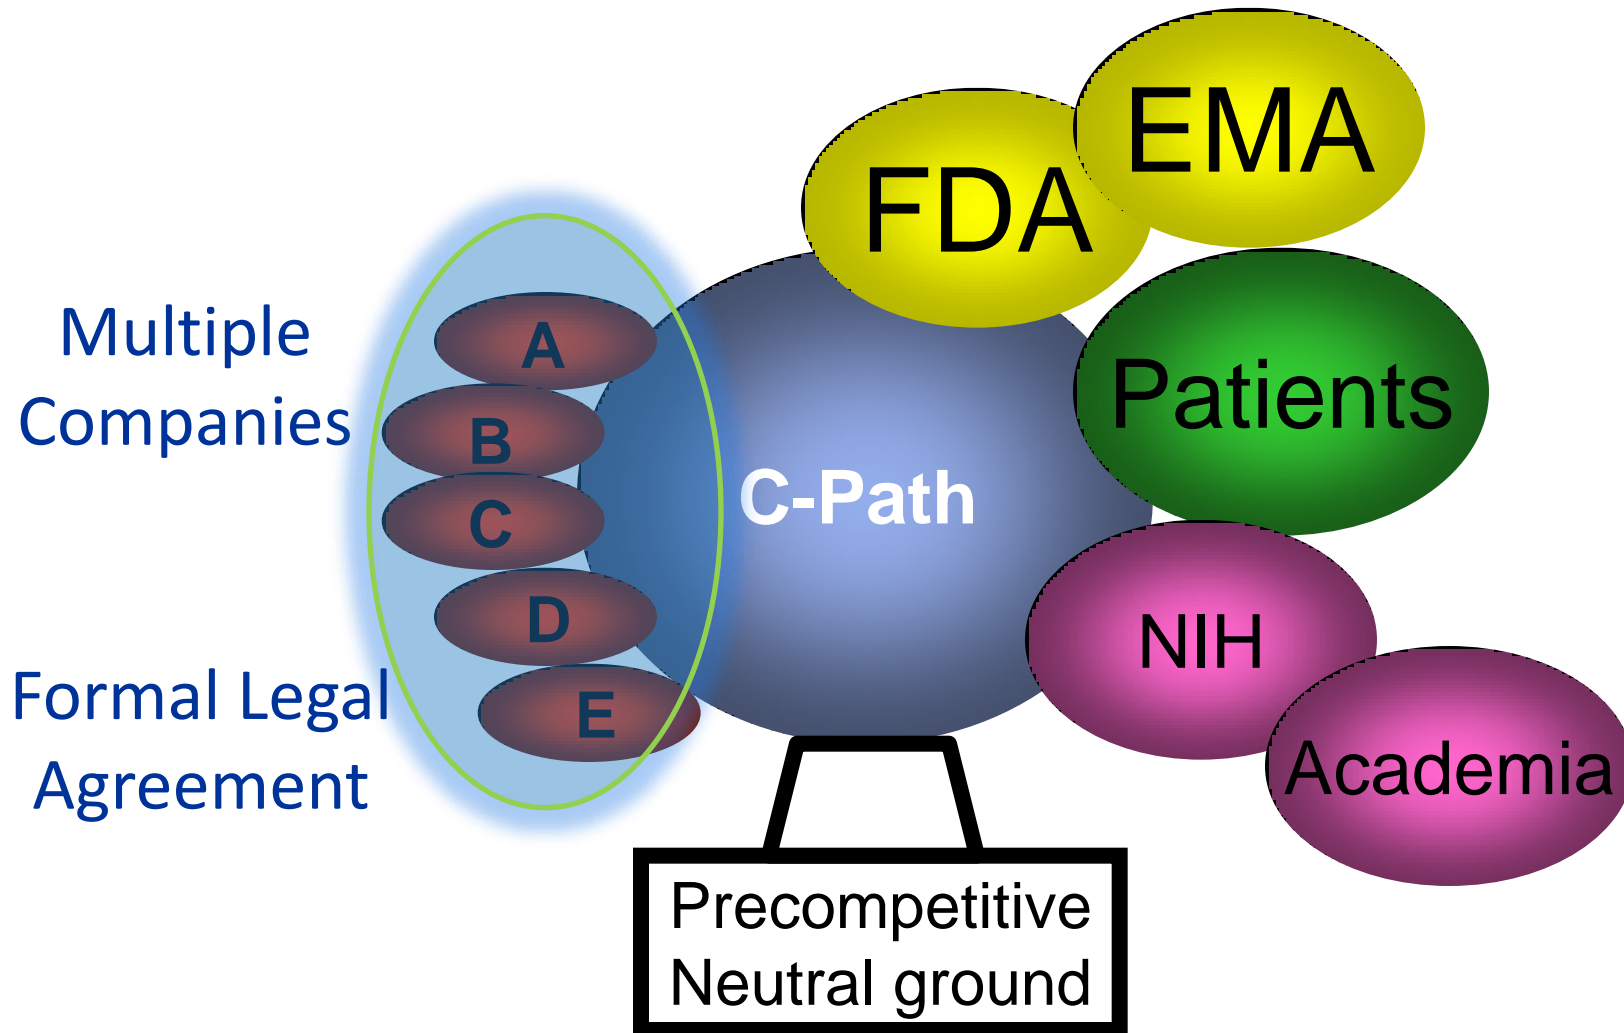 EMA
FDA
Multiple
Companies
A
B
C
D
E
C-Path
Patients
NIH
Academia
Formal Legal
Agreement
Precompetitive
Neutral ground